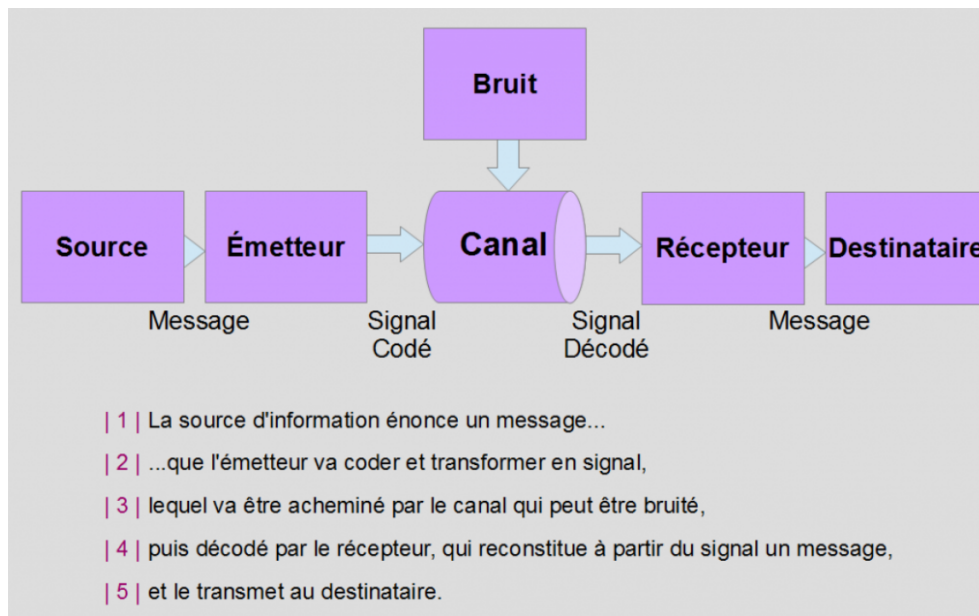 Bruit
Source
Émetteur
Canal
Récepteur
Destinataire
Message
Signal
Codé
Signal
Décodé
Message
| 1 | La source d'information énonce un message...
| 2 | ...que l'émetteur va coder et transformer en signal,
| 3 | lequel va être acheminé par le canal qui peut être bruité,
| 4 | puis décodé par le récepteur, qui reconstitue à partir du signal un message,
| 5 | et le transmet au destinataire.